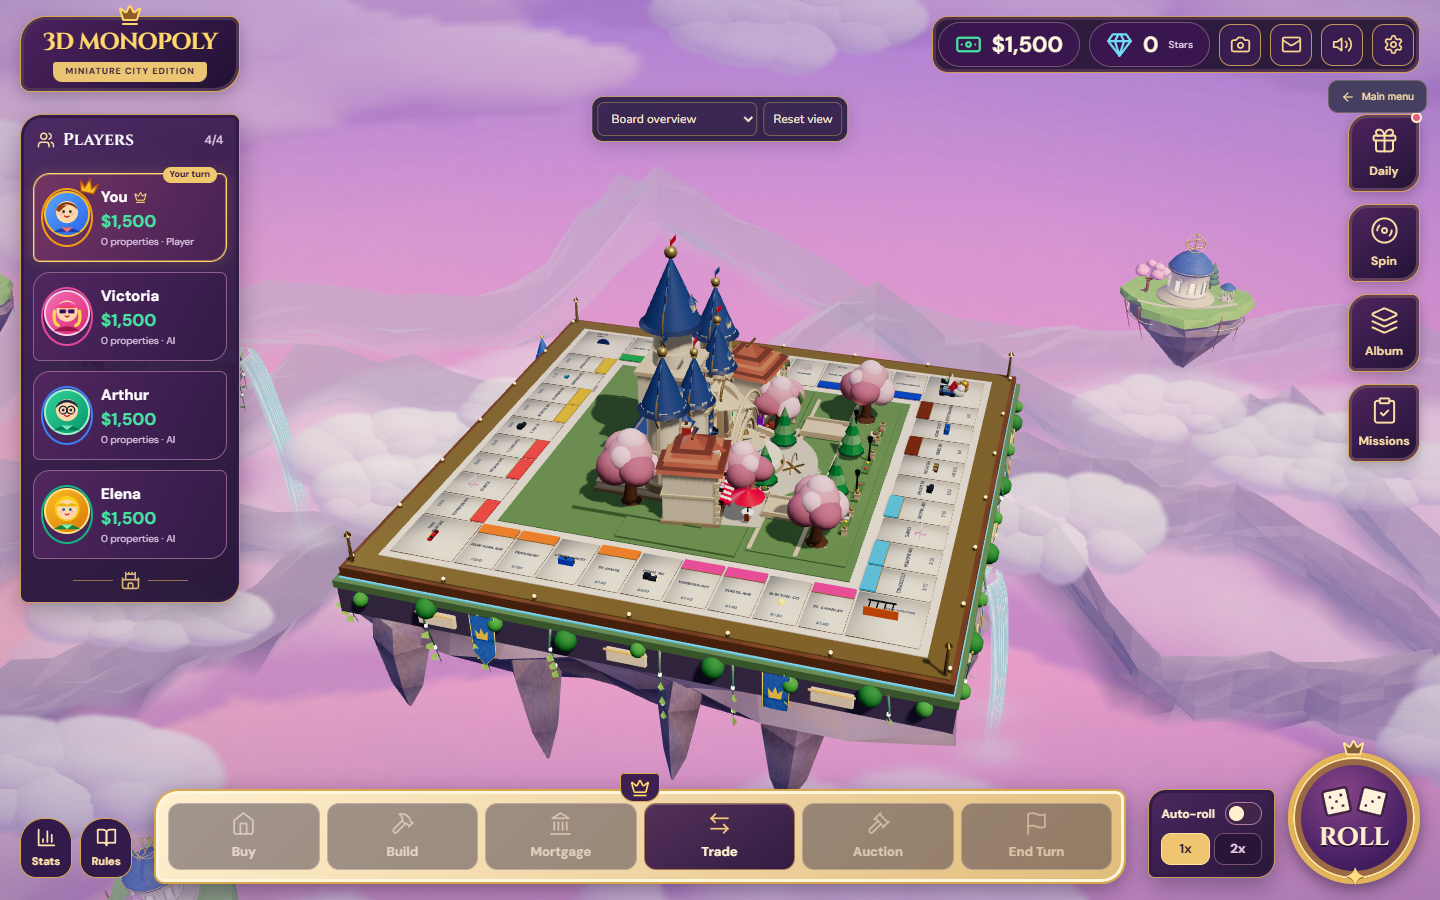 3D MONOPOLY
MINIATURE CITY EDITION
$1,500
0 Stars
Main menu
Board overview
Reset view
PLAYERS
4/4
Your turn
You
$1,500
0 properties · Player
Victoria
$1,500
0 properties · AI
Arthur
$1,500
0 properties · AI
Elena
$1,500
0 properties · AI
Daily
Spin
Album
Missions
ST. CHARLES
Stats
Rules
Buy
Build
Mortgage
Trade
Auction
End Turn
Auto-roll
1x
2x
ROLL